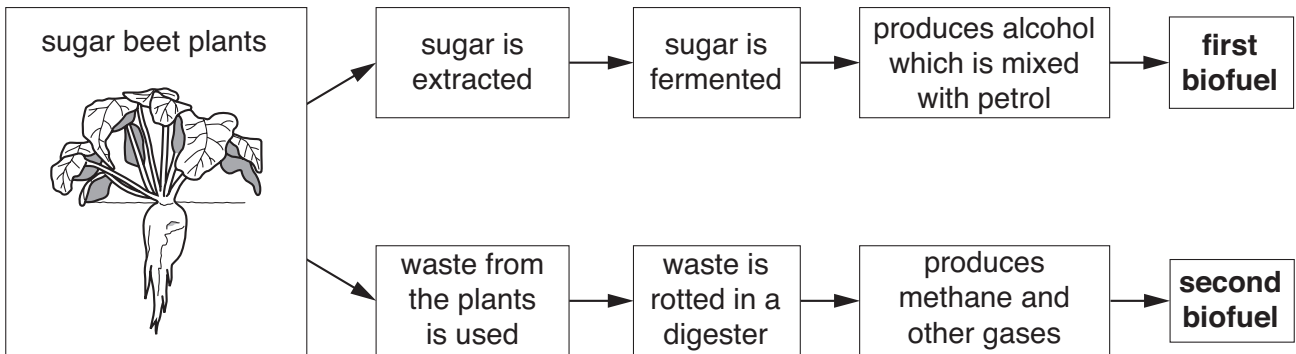 sugar beet plants
sugar is
extracted
sugar is
fermented
produces alcohol
which is mixed
with petrol
first
biofuel
waste from
the plants
is used
waste is
rotted in a
digester
produces
methane and
other gases
second
biofuel